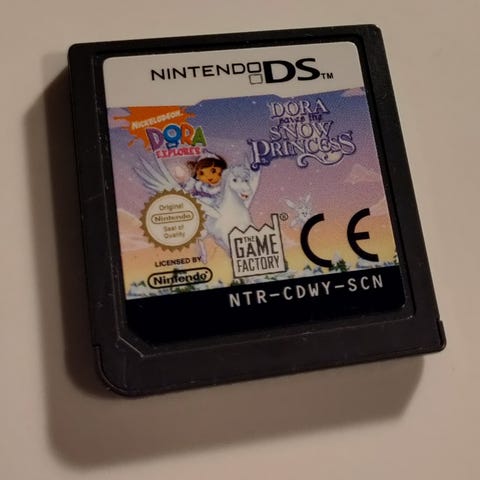 NINTENDO DS™
NICKELODEON
DORA
the
EXPLORER
DORA
saves the
SNOW
PRINCESS
Original
Nintendo
Seal of
Quality
LICENSED BY
Nintendo
THE
GAME
FACTORY
®
CE
NTR-CDWY-SCN